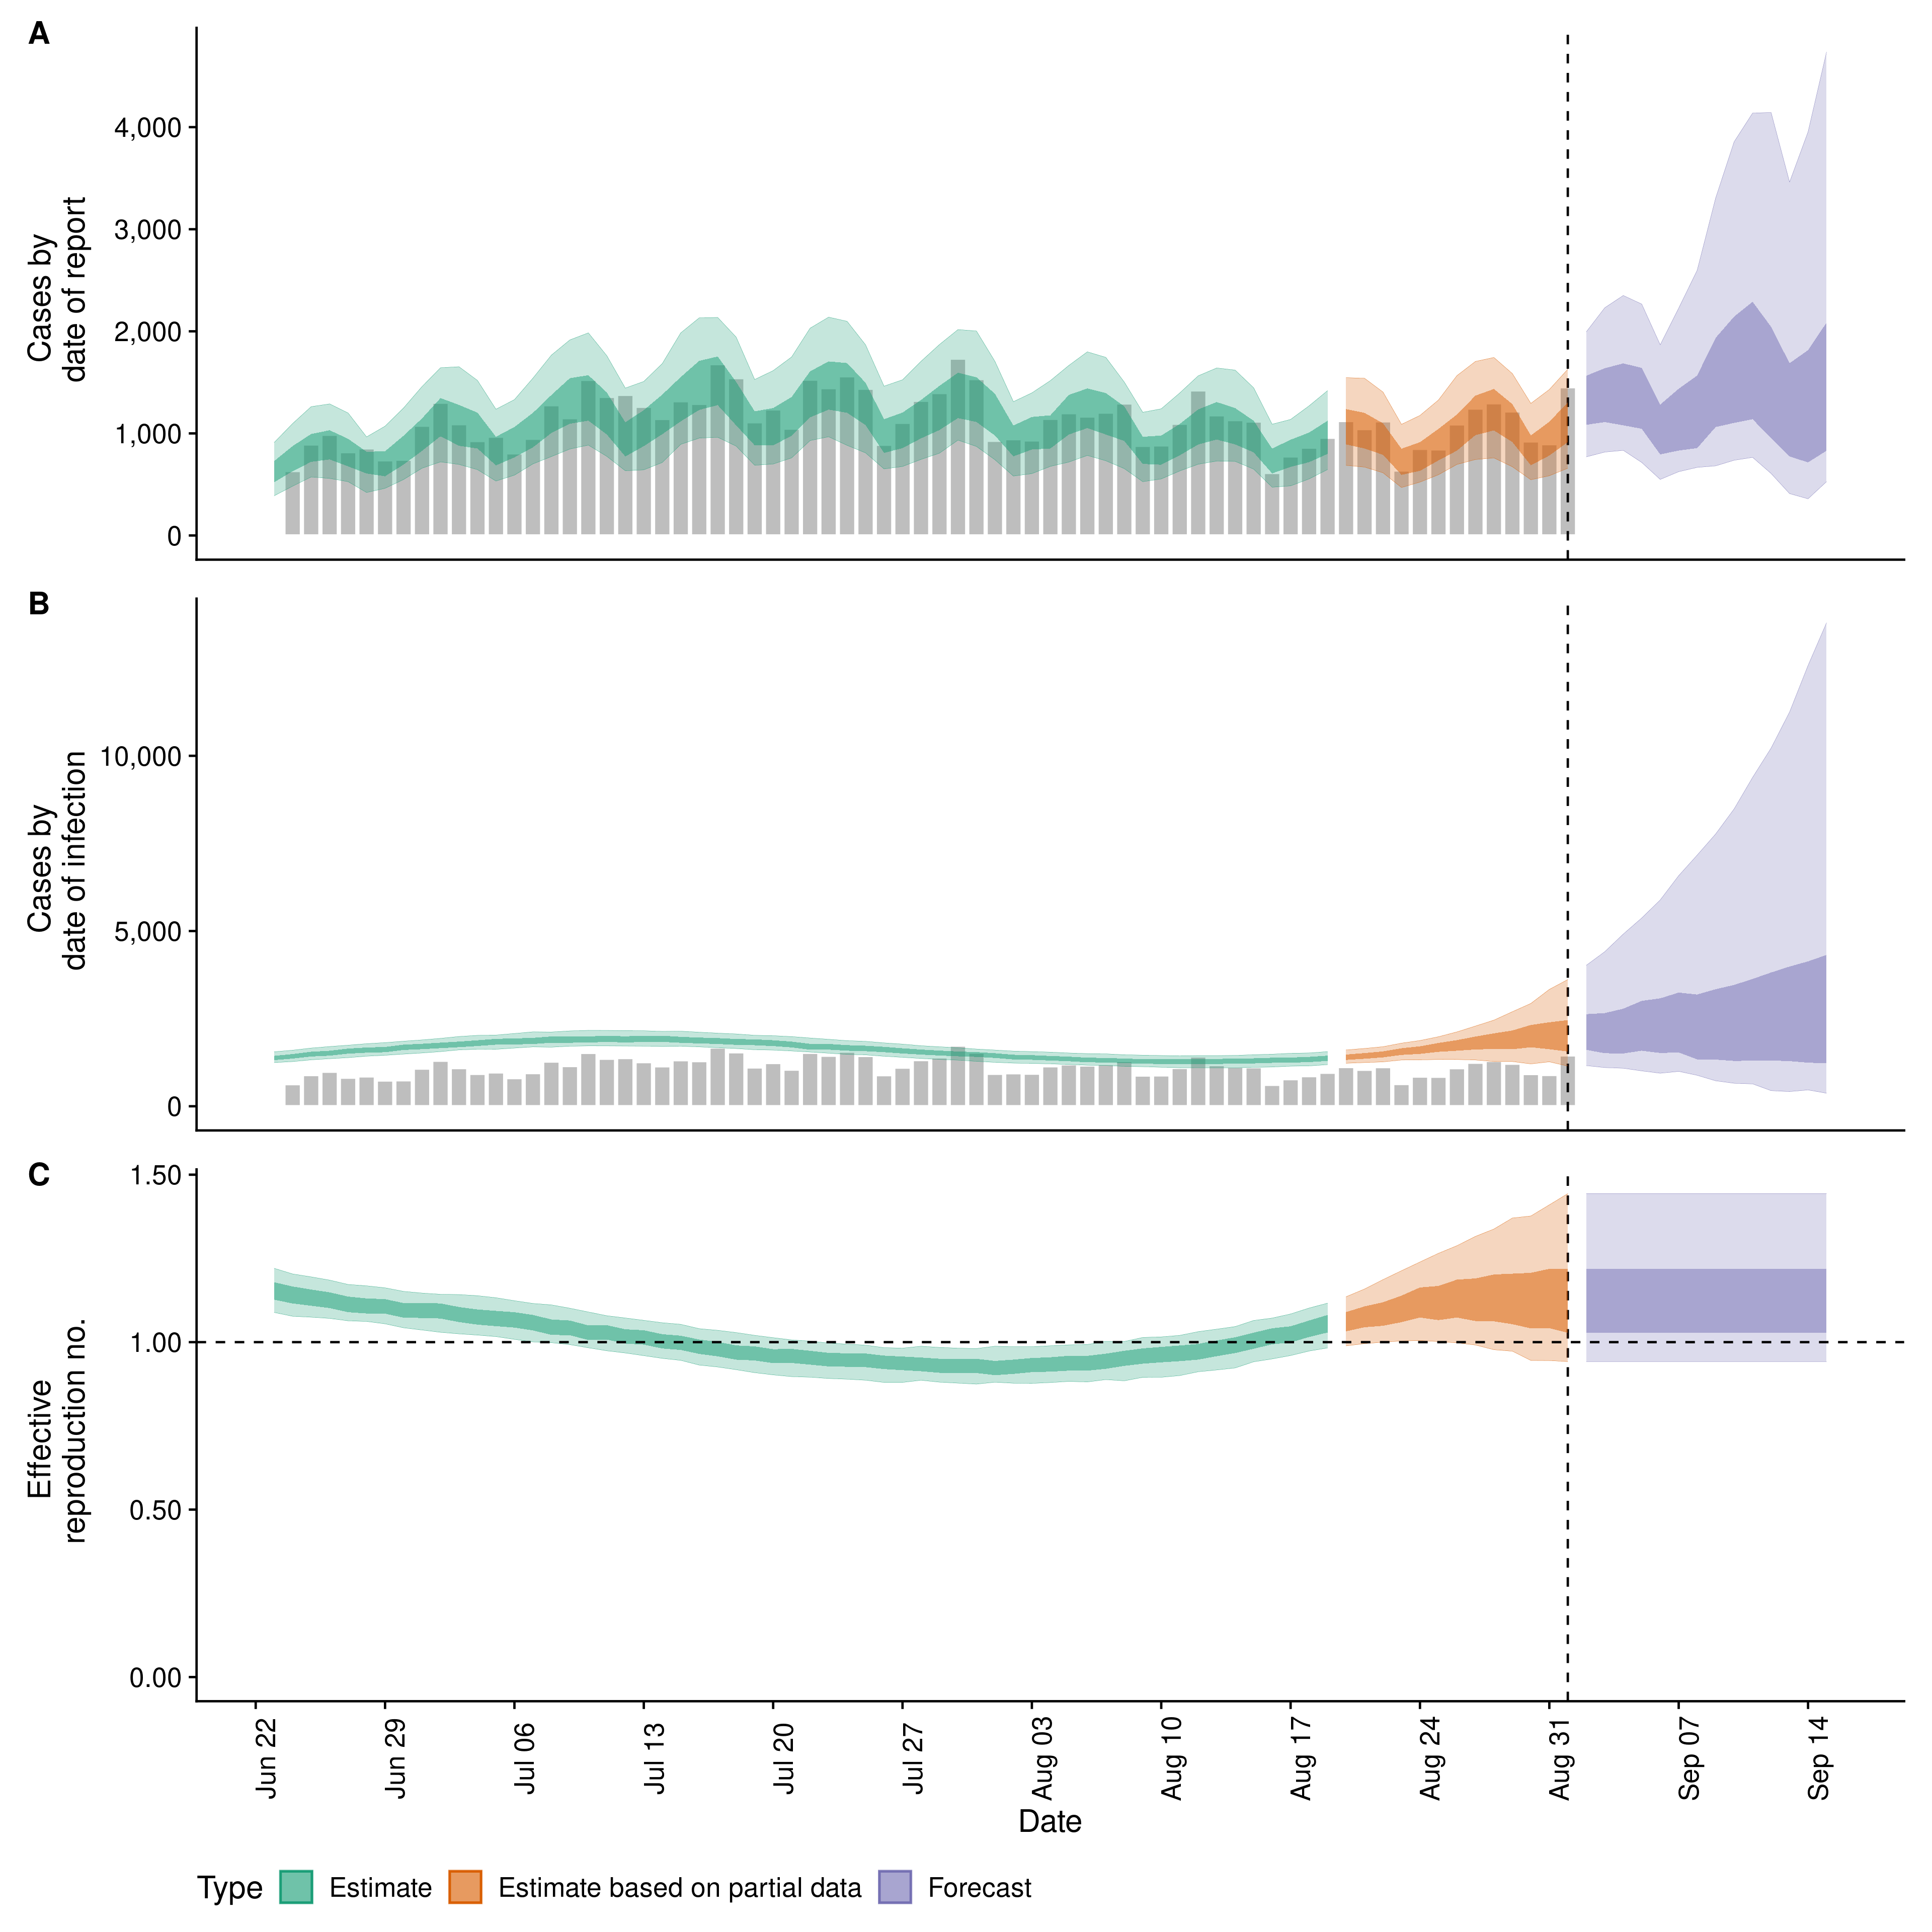 A
Cases by
date of report
4,000
3,000
2,000
1,000
0
B
Cases by
date of infection
10,000
5,000
0
C
Effective
reproduction no.
1.50
1.00
0.50
0.00
Jun 22
Jun 29
Jul 06
Jul 13
Jul 20
Jul 27
Aug 03
Aug 10
Aug 17
Aug 24
Aug 31
Sep 07
Sep 14
Date
Type Estimate Estimate based on partial data Forecast